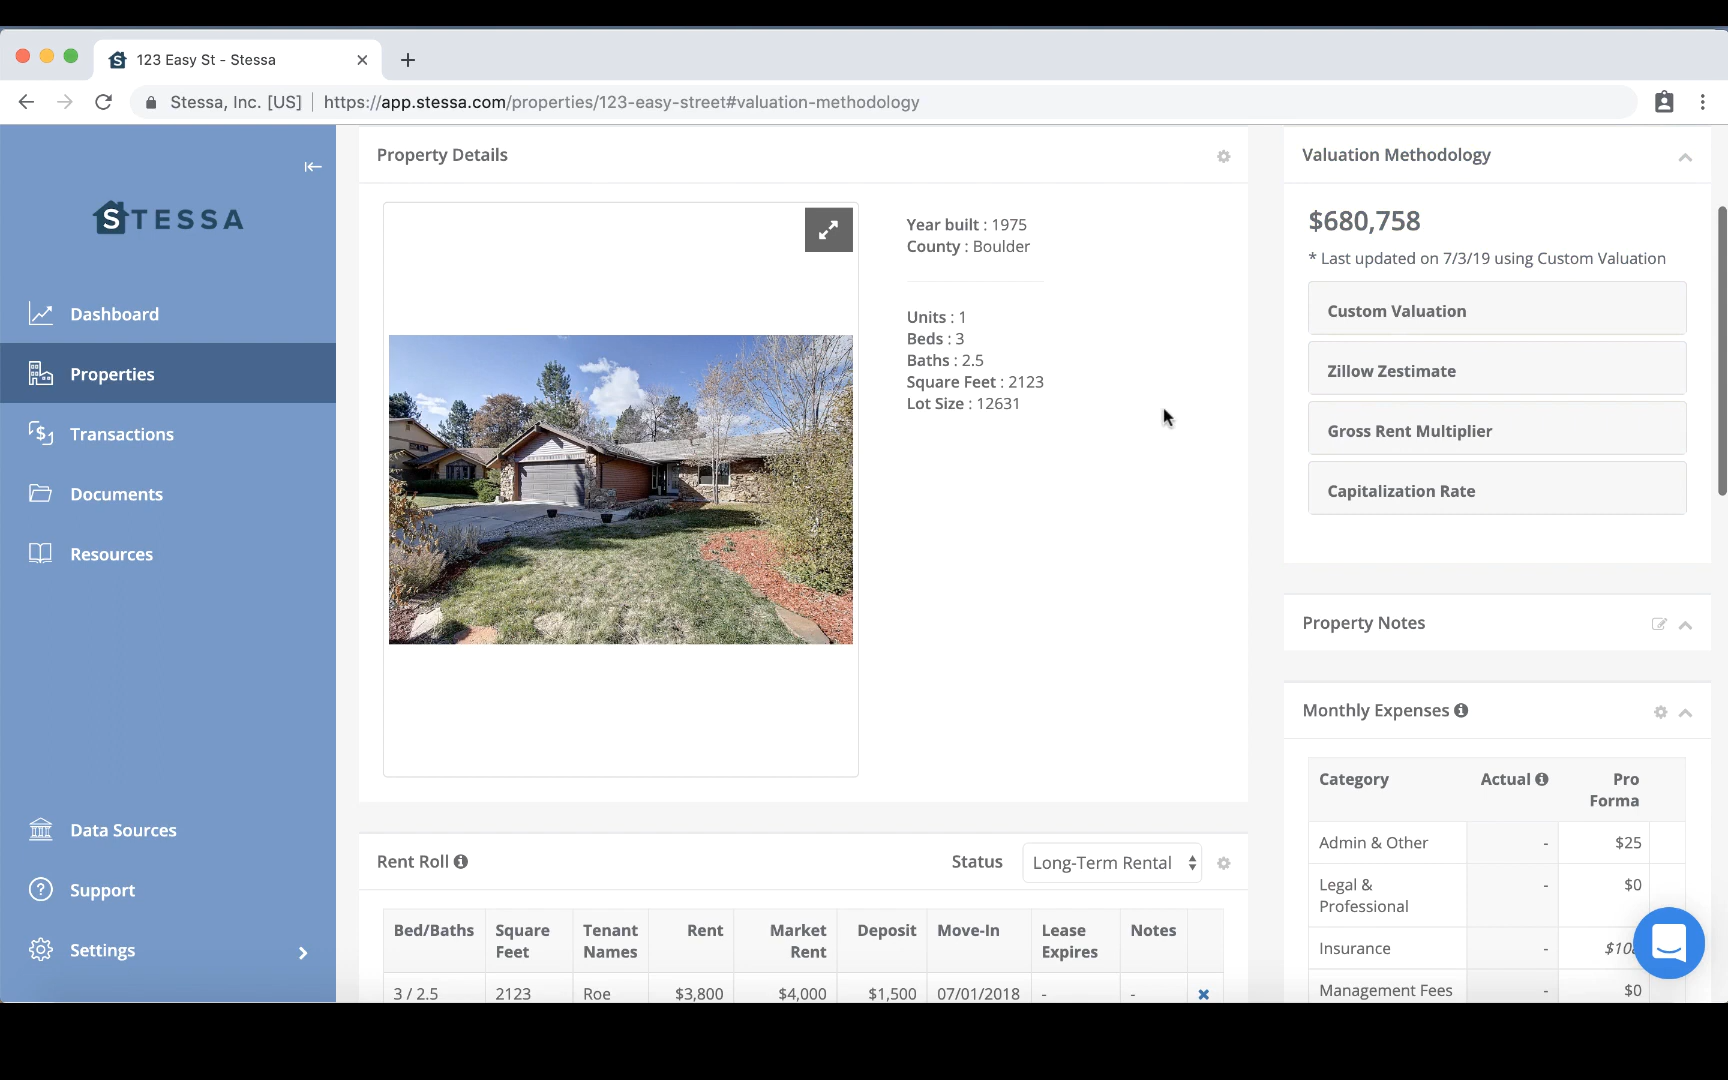 123 Easy St - Stessa
Stessa, Inc. [US] https://app.stessa.com/properties/123-easy-street#valuation-methodology
STESSA
Dashboard
Properties
Transactions
Documents
Resources
Data Sources
Support
Settings
Property Details
Year built : 1975
County : Boulder
Units : 1
Beds : 3
Baths : 2.5
Square Feet : 2123
Lot Size : 12631
Rent Roll
Status Long-Term Rental
Bed/Baths Square Feet Tenant Names Rent Market Rent Deposit Move-In Lease Expires Notes
3 / 2.5 2123 Roe $3,800 $4,000 $1,500 07/01/2018 - -
Valuation Methodology
$680,758
* Last updated on 7/3/19 using Custom Valuation
Custom Valuation
Zillow Zestimate
Gross Rent Multiplier
Capitalization Rate
Property Notes
Monthly Expenses
Category Actual Pro Forma
Admin & Other - $25
Legal & Professional - $0
Insurance -
Management Fees - $0